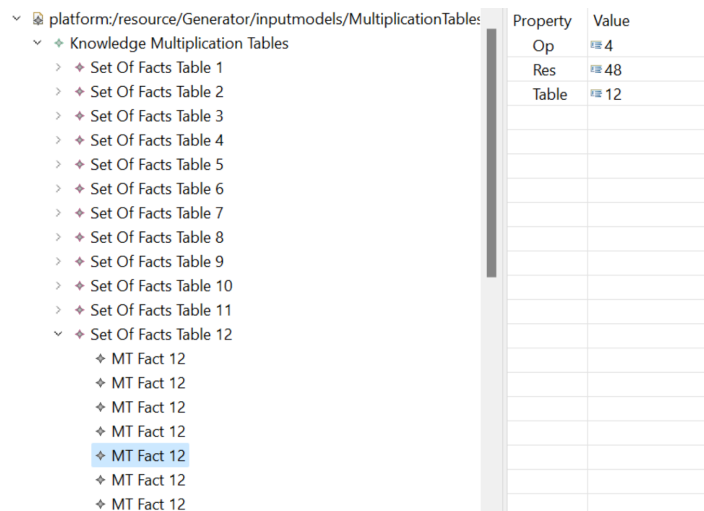 platform:/resource/Generator/inputmodels/MultiplicationTables
Knowledge Multiplication Tables
Set Of Facts Table 1
Set Of Facts Table 2
Set Of Facts Table 3
Set Of Facts Table 4
Set Of Facts Table 5
Set Of Facts Table 6
Set Of Facts Table 7
Set Of Facts Table 8
Set Of Facts Table 9
Set Of Facts Table 10
Set Of Facts Table 11
Set Of Facts Table 12
MT Fact 12
MT Fact 12
MT Fact 12
MT Fact 12
MT Fact 12
MT Fact 12
MT Fact 12
Property Value
Op 4
Res 48
Table 12